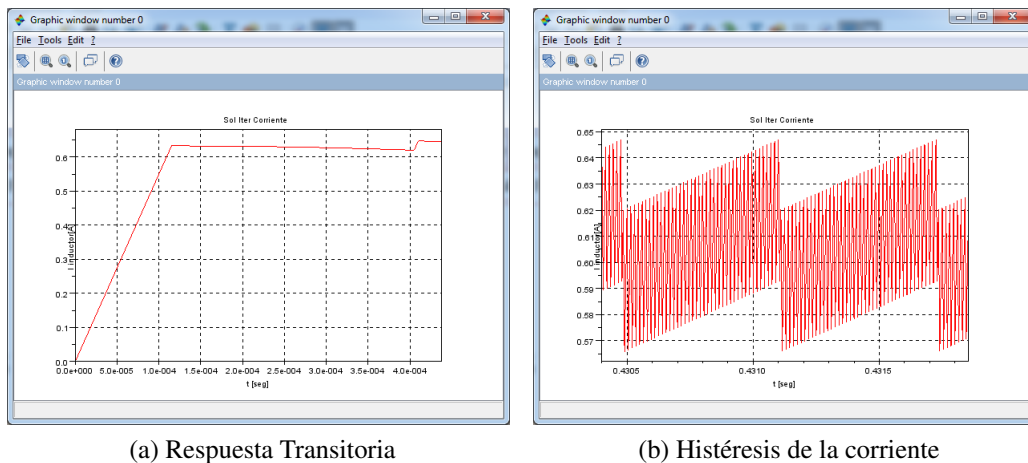 Graphic window number 0
File Tools Edit ?
Graphic window number 0
Sol Iter Corriente
0.6
0.5
0.4
0.3
0.2
0.1
0.0
I inductor[A]
0.0e+000 5.0e-005 1.0e-004 1.5e-004 2.0e-004 2.5e-004 3.0e-004 3.5e-004 4.0e-004
t [seg]
(a) Respuesta Transitoria
Graphic window number 0
File Tools Edit ?
Graphic window number 0
Sol Iter Corriente
0.65
0.64
0.63
0.62
0.61
0.60
0.59
0.58
0.57
I inductor[A]
0.4305 0.4310 0.4315
t [seg]
(b) Histéresis de la corriente